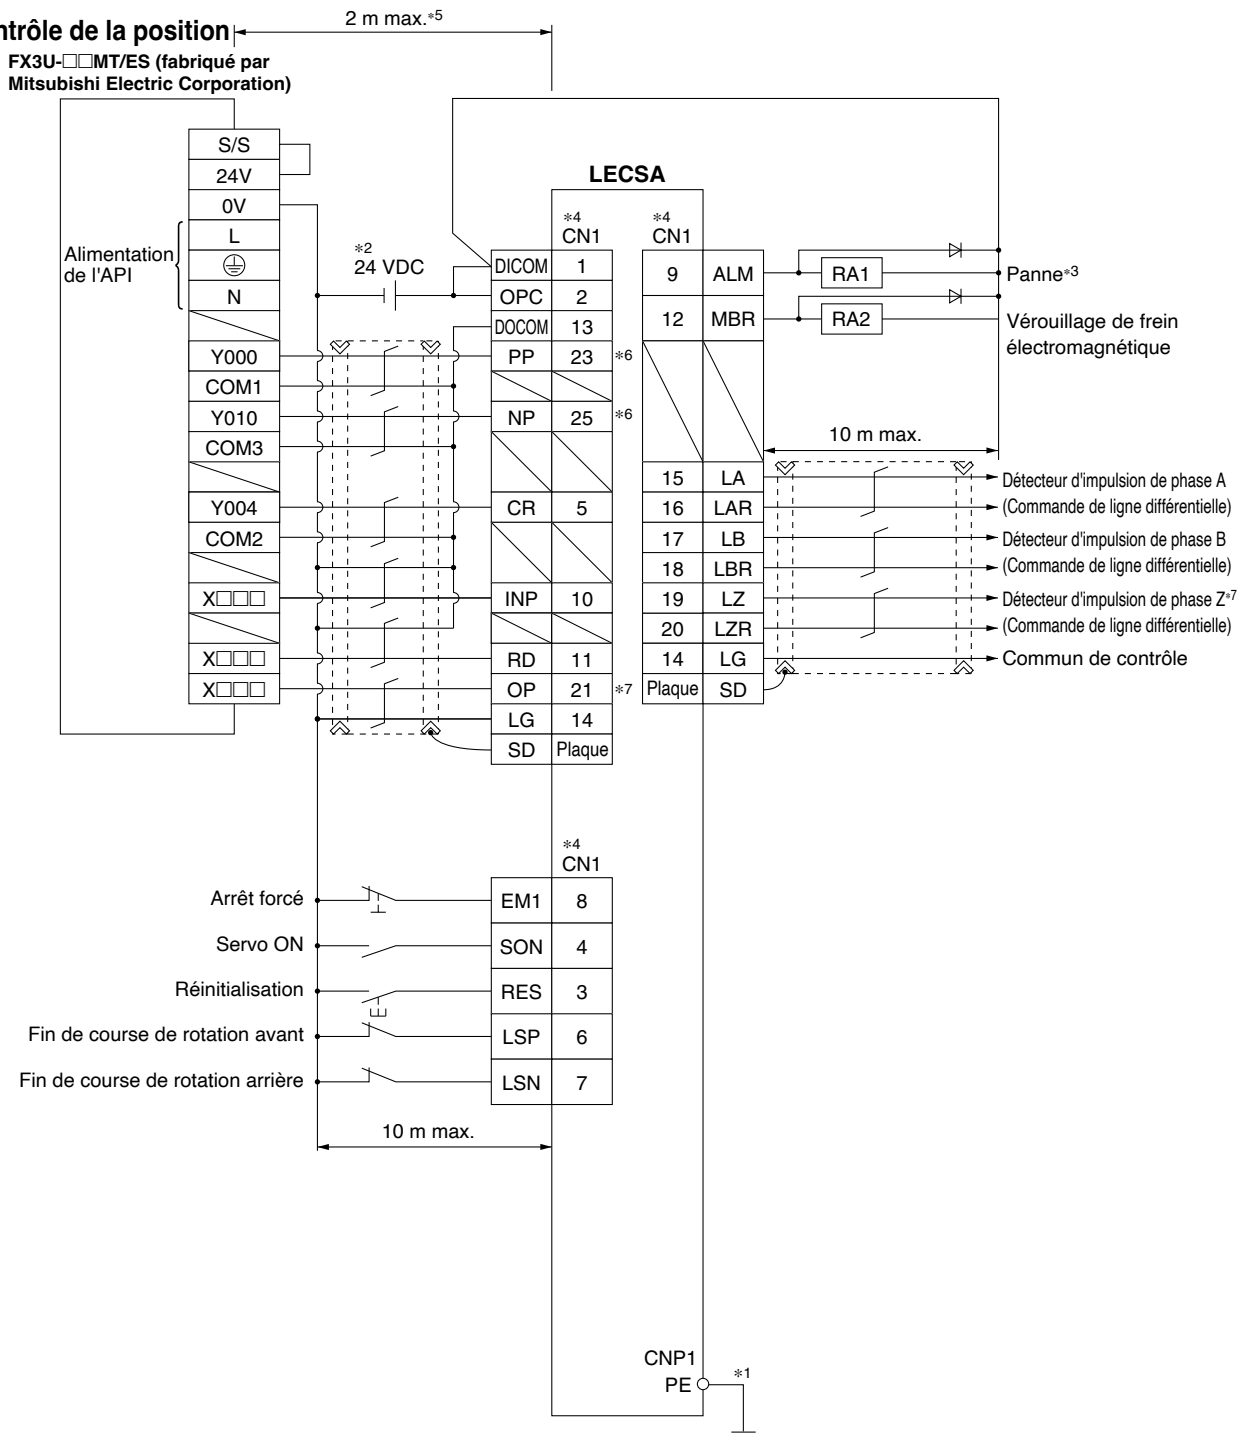 ntrôle de la position
2 m max.*5
FX3U-□□MT/ES (fabriqué par
Mitsubishi Electric Corporation)
S/S
24V
0V
L
N
Alimentation
de l'API
Y000
COM1
Y010
COM3
Y004
COM2
X□□□
X□□□
X□□□
*2
24 VDC
LECSA
*4
CN1
DICOM 1
OPC 2
DOCOM 13
PP 23 *6
NP 25 *6
CR 5
INP 10
RD 11
OP 21 *7
LG 14
SD Plaque
*4
CN1
9 ALM RA1 Panne*3
12 MBR RA2 Vérouillage de frein
électromagnétique
10 m max.
15 LA Détecteur d'impulsion de phase A
16 LAR (Commande de ligne différentielle)
17 LB Détecteur d'impulsion de phase B
18 LBR (Commande de ligne différentielle)
19 LZ Détecteur d'impulsion de phase Z*7
20 LZR (Commande de ligne différentielle)
14 LG Commun de contrôle
Plaque SD
*4
CN1
Arrêt forcé EM1 8
Servo ON SON 4
Réinitialisation RES 3
Fin de course de rotation avant LSP 6
Fin de course de rotation arrière LSN 7
10 m max.
CNP1
PE *1